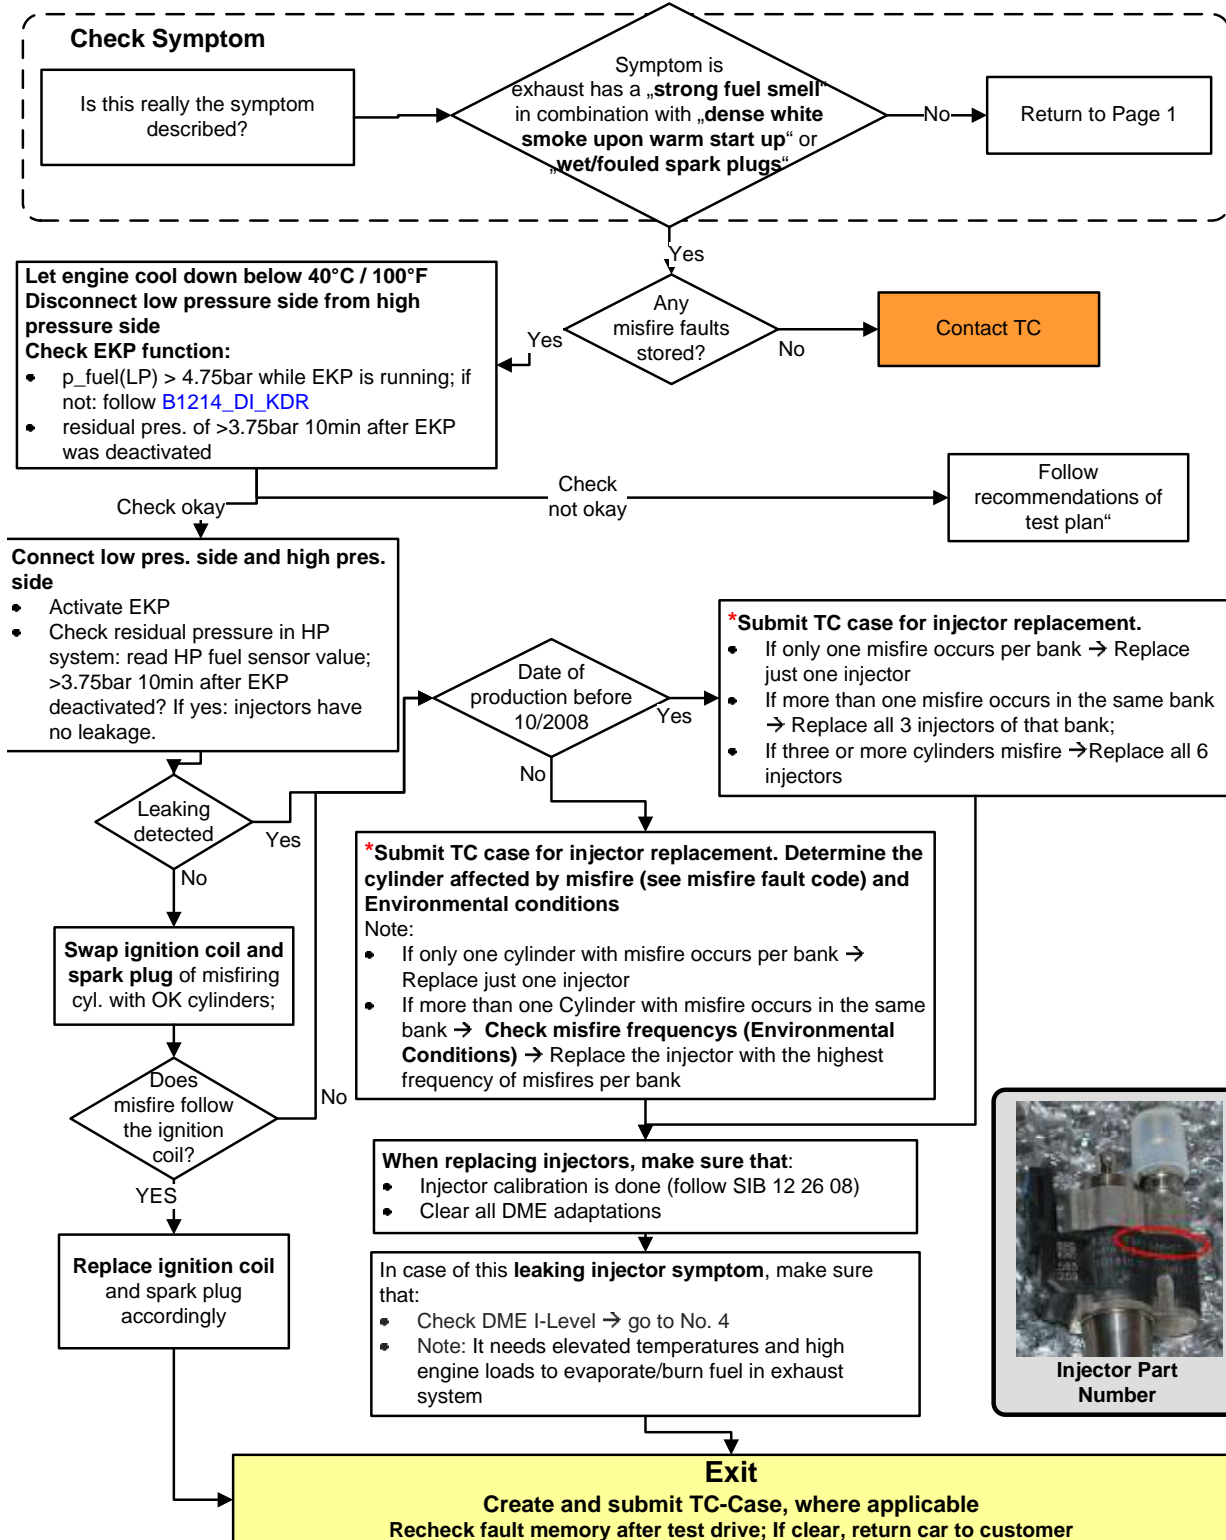 Check Symptom
Is this really the symptom
described?
Symptom is
exhaust has a „strong fuel smell“
in combination with „dense white
smoke upon warm start up“ or
„wet/fouled spark plugs“
No
Return to Page 1
Yes
Let engine cool down below 40°C / 100°F
Disconnect low pressure side from high
pressure side
Check EKP function:
• p_fuel(LP) > 4.75bar while EKP is running; if
not: follow B1214_DI_KDR
• residual pres. of >3.75bar 10min after EKP
was deactivated
Any
misfire faults
stored?
Yes
No
Contact TC
Check okay
Check
not okay
Follow
recommendations of
test plan“
Connect low pres. side and high pres.
side
• Activate EKP
• Check residual pressure in HP
system: read HP fuel sensor value;
>3.75bar 10min after EKP
deactivated? If yes: injectors have
no leakage.
Date of
production before
10/2008
Yes
No
*Submit TC case for injector replacement.
• If only one misfire occurs per bank → Replace
just one injector
• If more than one misfire occurs in the same bank
→ Replace all 3 injectors of that bank;
• If three or more cylinders misfire →Replace all 6
injectors
Leaking
detected
Yes
No
*Submit TC case for injector replacement. Determine the
cylinder affected by misfire (see misfire fault code) and
Environmental conditions
Note:
• If only one cylinder with misfire occurs per bank →
Replace just one injector
• If more than one Cylinder with misfire occurs in the same
bank → Check misfire frequencys (Environmental
Conditions) → Replace the injector with the highest
frequency of misfires per bank
Swap ignition coil and
spark plug of misfiring
cyl. with OK cylinders;
Does
misfire follow
the ignition
coil?
No
YES
When replacing injectors, make sure that:
• Injector calibration is done (follow SIB 12 26 08)
• Clear all DME adaptations
Replace ignition coil
and spark plug
accordingly
In case of this leaking injector symptom, make sure
that:
• Check DME I-Level → go to No. 4
• Note: It needs elevated temperatures and high
engine loads to evaporate/burn fuel in exhaust
system
Injector Part
Number
Exit
Create and submit TC-Case, where applicable
Recheck fault memory after test drive; If clear, return car to customer